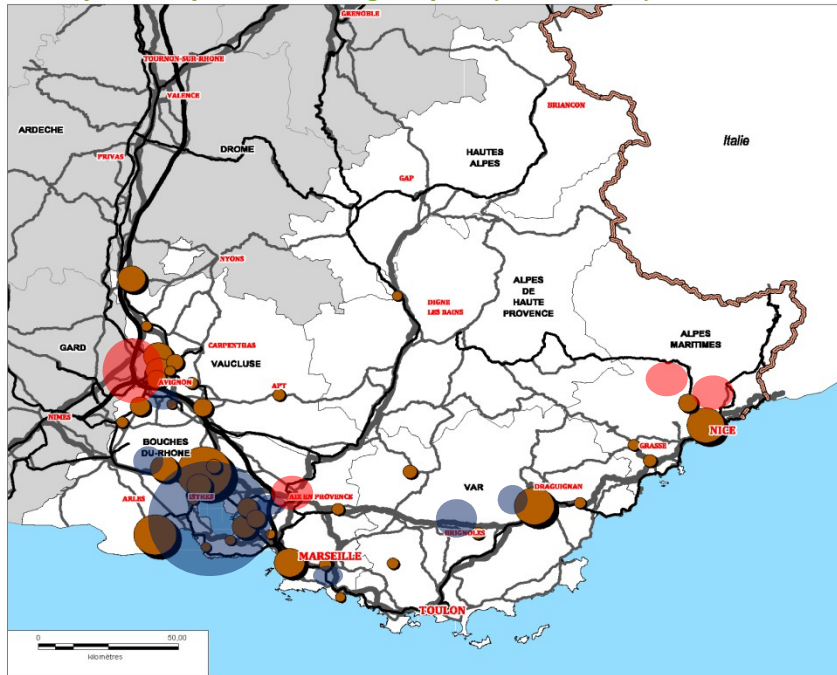 GRENOBLE
TOURNON-SUR-RHONE
VALENCE
BRIANCON
ARDECHE
DROME
HAUTES
ALPES
Italie
PRIVAS
GAP
NYONS
DIGNE
LES BAINS
ALPES
DE
HAUTE
PROVENCE
ALPES
MARITIMES
GARD
CARPENTRAS
VAUCLUSE
AVIGNON
APT
NIMES
NICE
BOUCHES
DU-RHÔNE
GRASSE
ARLES
ISTRES
AIX EN PROVENCE
VAR
DRAGUIGNAN
BRIGNOLES
MARSEILLE
TOULON
0 50,00
kilomètres